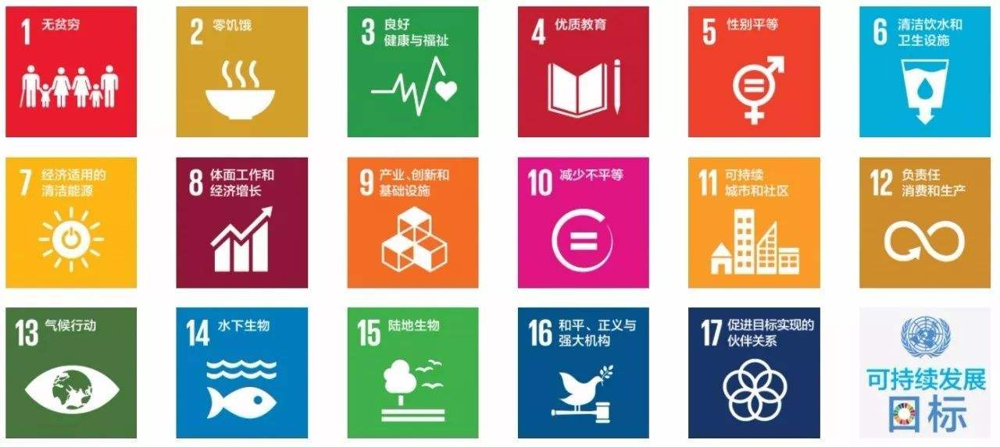 1 无贫穷
2 零饥饿
3 良好
健康与福祉
4 优质教育
5 性别平等
6 清洁饮水和
卫生设施
7 经济适用的
清洁能源
8 体面工作和
经济增长
9 产业、创新和
基础设施
10 减少不平等
11 可持续
城市和社区
12 负责任
消费和生产
13 气候行动
14 水下生物
15 陆地生物
16 和平、正义与
强大机构
17 促进目标实现的
伙伴关系
可持续发展
目标